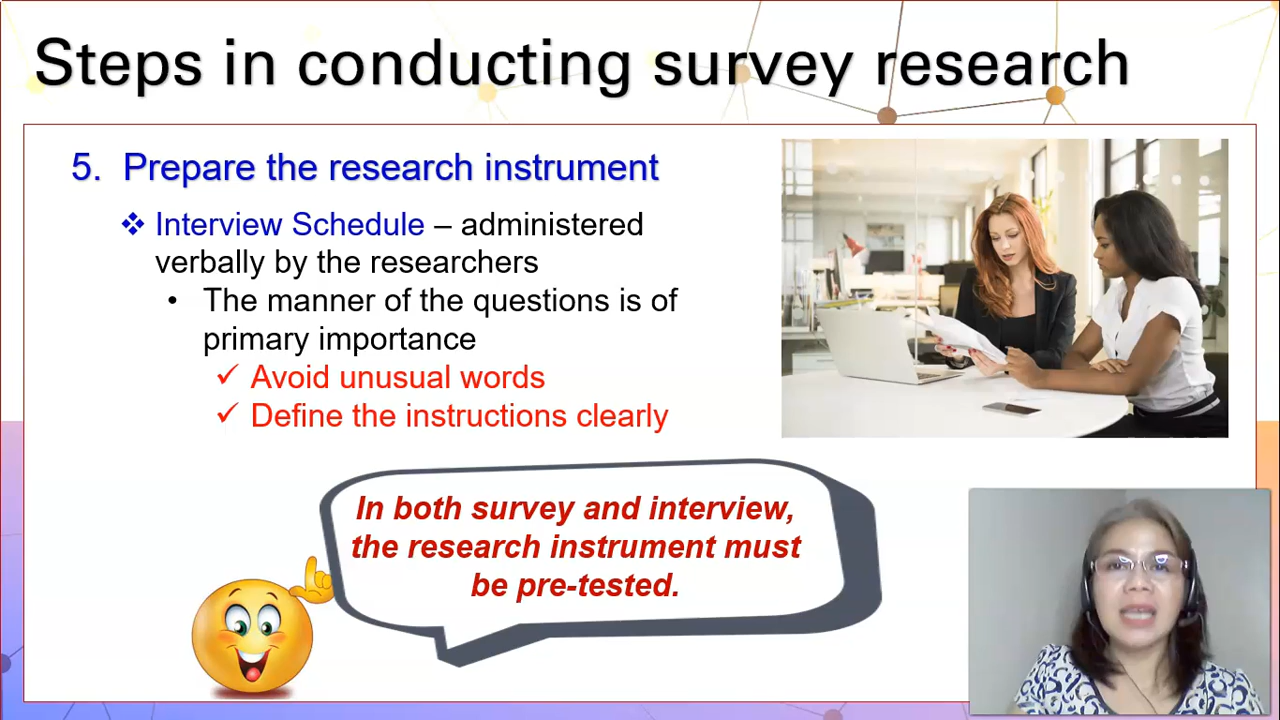 Steps in conducting survey research
5. Prepare the research instrument
❖ Interview Schedule – administered
verbally by the researchers
• The manner of the questions is of
primary importance
✓ Avoid unusual words
✓ Define the instructions clearly
In both survey and interview,
the research instrument must
be pre-tested.